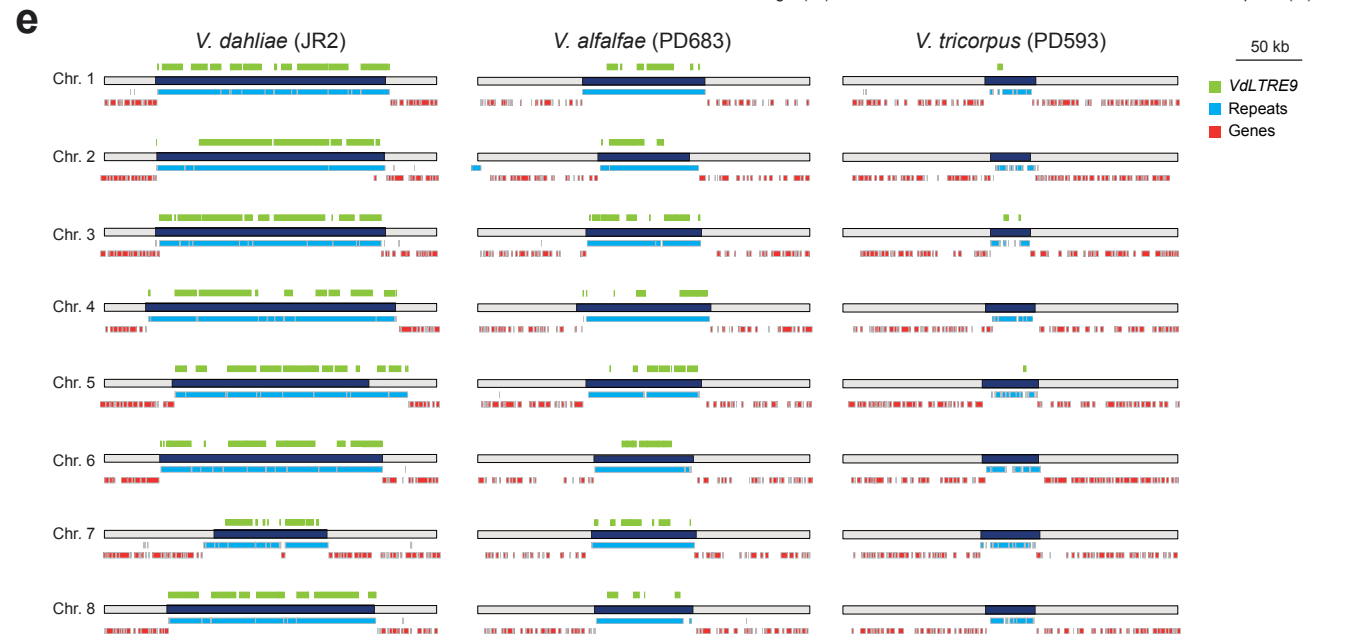 e
V. dahliae (JR2) V. alfalfae (PD683) V. tricorpus (PD593)
50 kb
VdLTRE9
Repeats
Genes
Chr. 1
Chr. 2
Chr. 3
Chr. 4
Chr. 5
Chr. 6
Chr. 7
Chr. 8